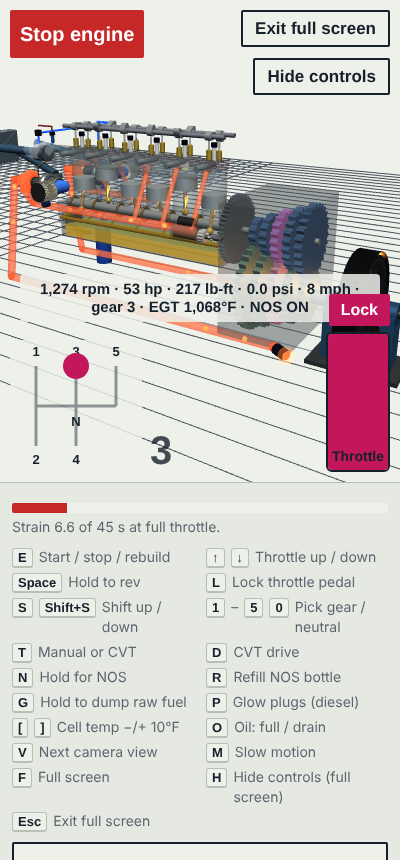 Stop engine
Exit full screen
Hide controls
1,274 rpm · 53 hp · 217 lb-ft · 0.0 psi · 8 mph ·
gear 3 · EGT 1,068°F · NOS ON
Lock
1 3 5
N
2 4
3
Throttle
Strain 6.6 of 45 s at full throttle.
E Start / stop / rebuild
↑ ↓ Throttle up / down
Space Hold to rev
L Lock throttle pedal
S Shift+S Shift up /
down
1 – 5 0 Pick gear /
neutral
T Manual or CVT
D CVT drive
N Hold for NOS
R Refill NOS bottle
G Hold to dump raw fuel
P Glow plugs (diesel)
[ ] Cell temp −/+ 10°F
O Oil: full / drain
V Next camera view
M Slow motion
F Full screen
H Hide controls (full
screen)
Esc Exit full screen